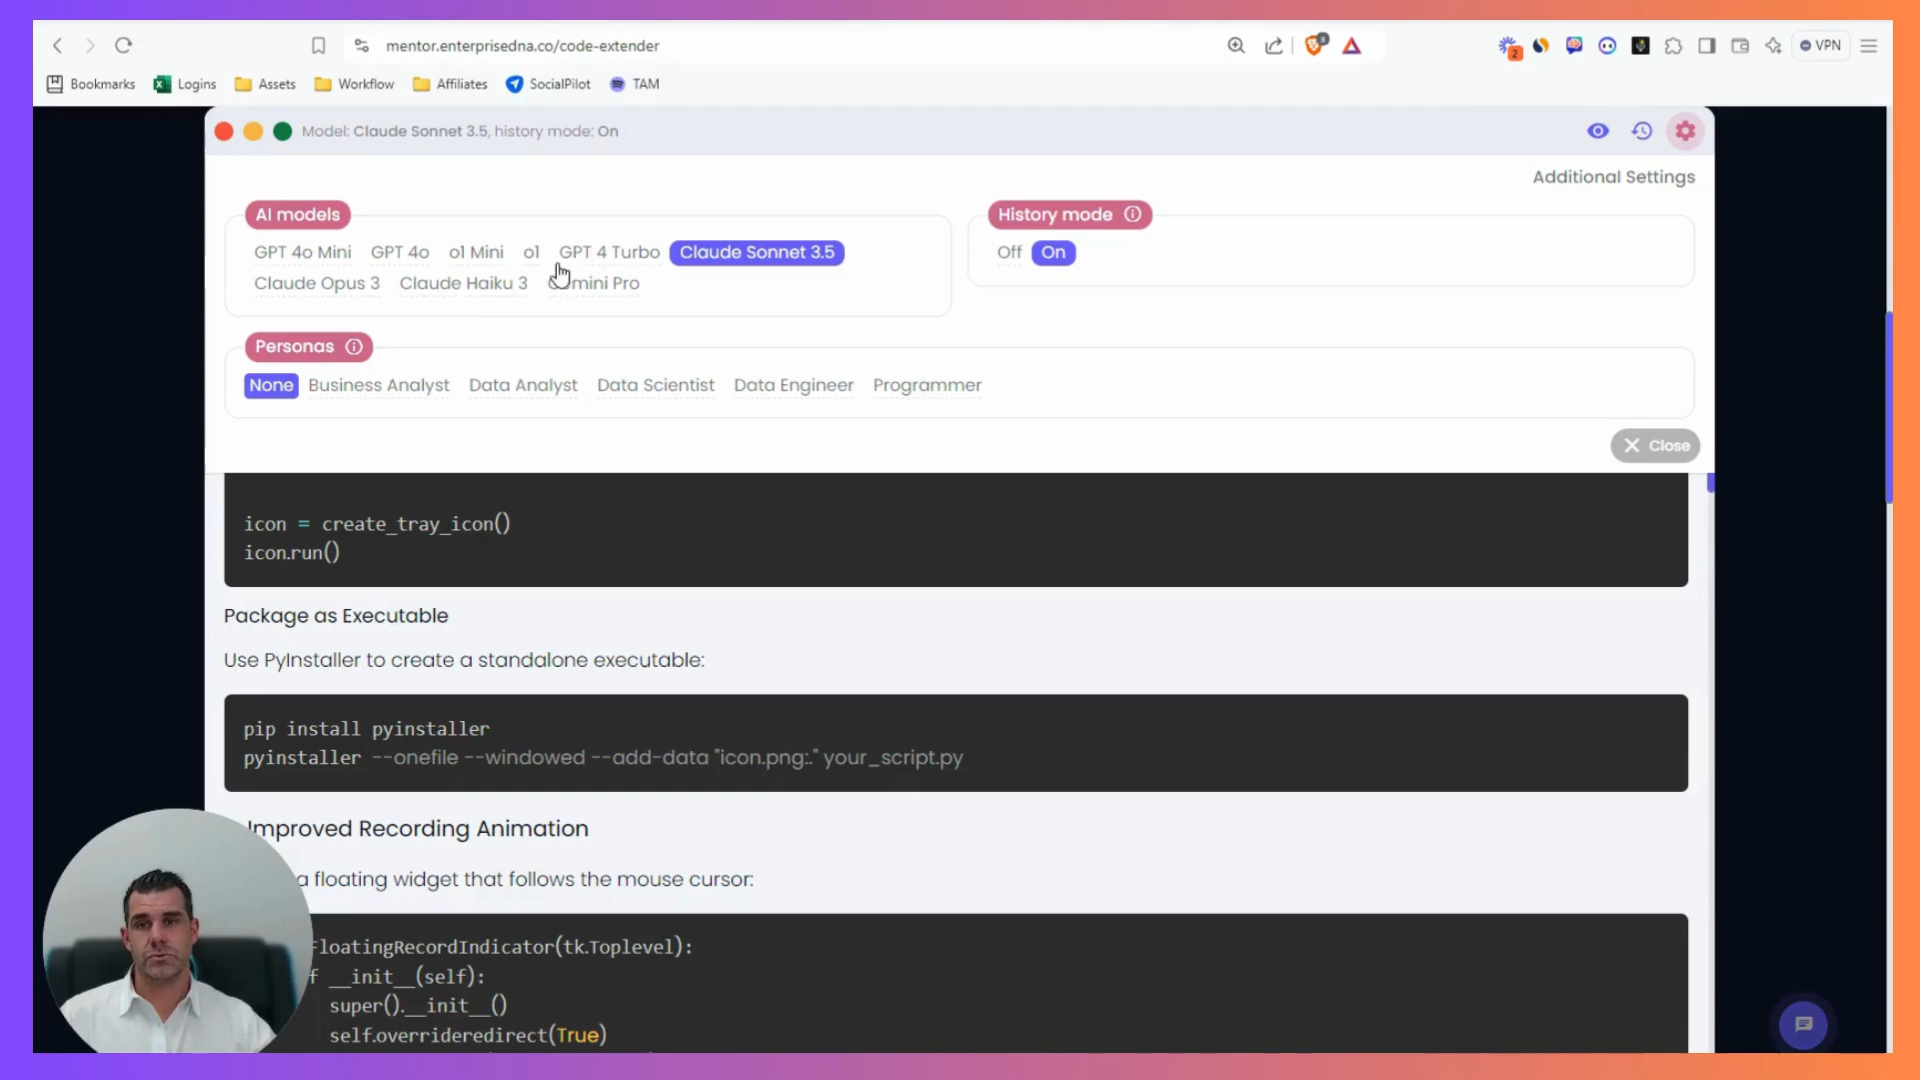 mentor.enterprisedna.co/code-extender
2
VPN
Bookmarks Logins Assets Workflow Affiliates SocialPilot TAM
Model: Claude Sonnet 3.5, history mode: On
Additional Settings
AI models
GPT 4o Mini GPT 4o o1 Mini o1 GPT 4 Turbo Claude Sonnet 3.5
Claude Opus 3 Claude Haiku 3 Gemini Pro
History mode
Off On
Personas
None Business Analyst Data Analyst Data Scientist Data Engineer Programmer
Close
icon = create_tray_icon()
icon.run()
Package as Executable
Use PyInstaller to create a standalone executable:
pip install pyinstaller
pyinstaller --onefile --windowed --add-data "icon.png:." your_script.py
Improved Recording Animation
a floating widget that follows the mouse cursor:
FloatingRecordIndicator(tk.Toplevel):
f __init__(self):
super().__init__()
self.overrideredirect(True)